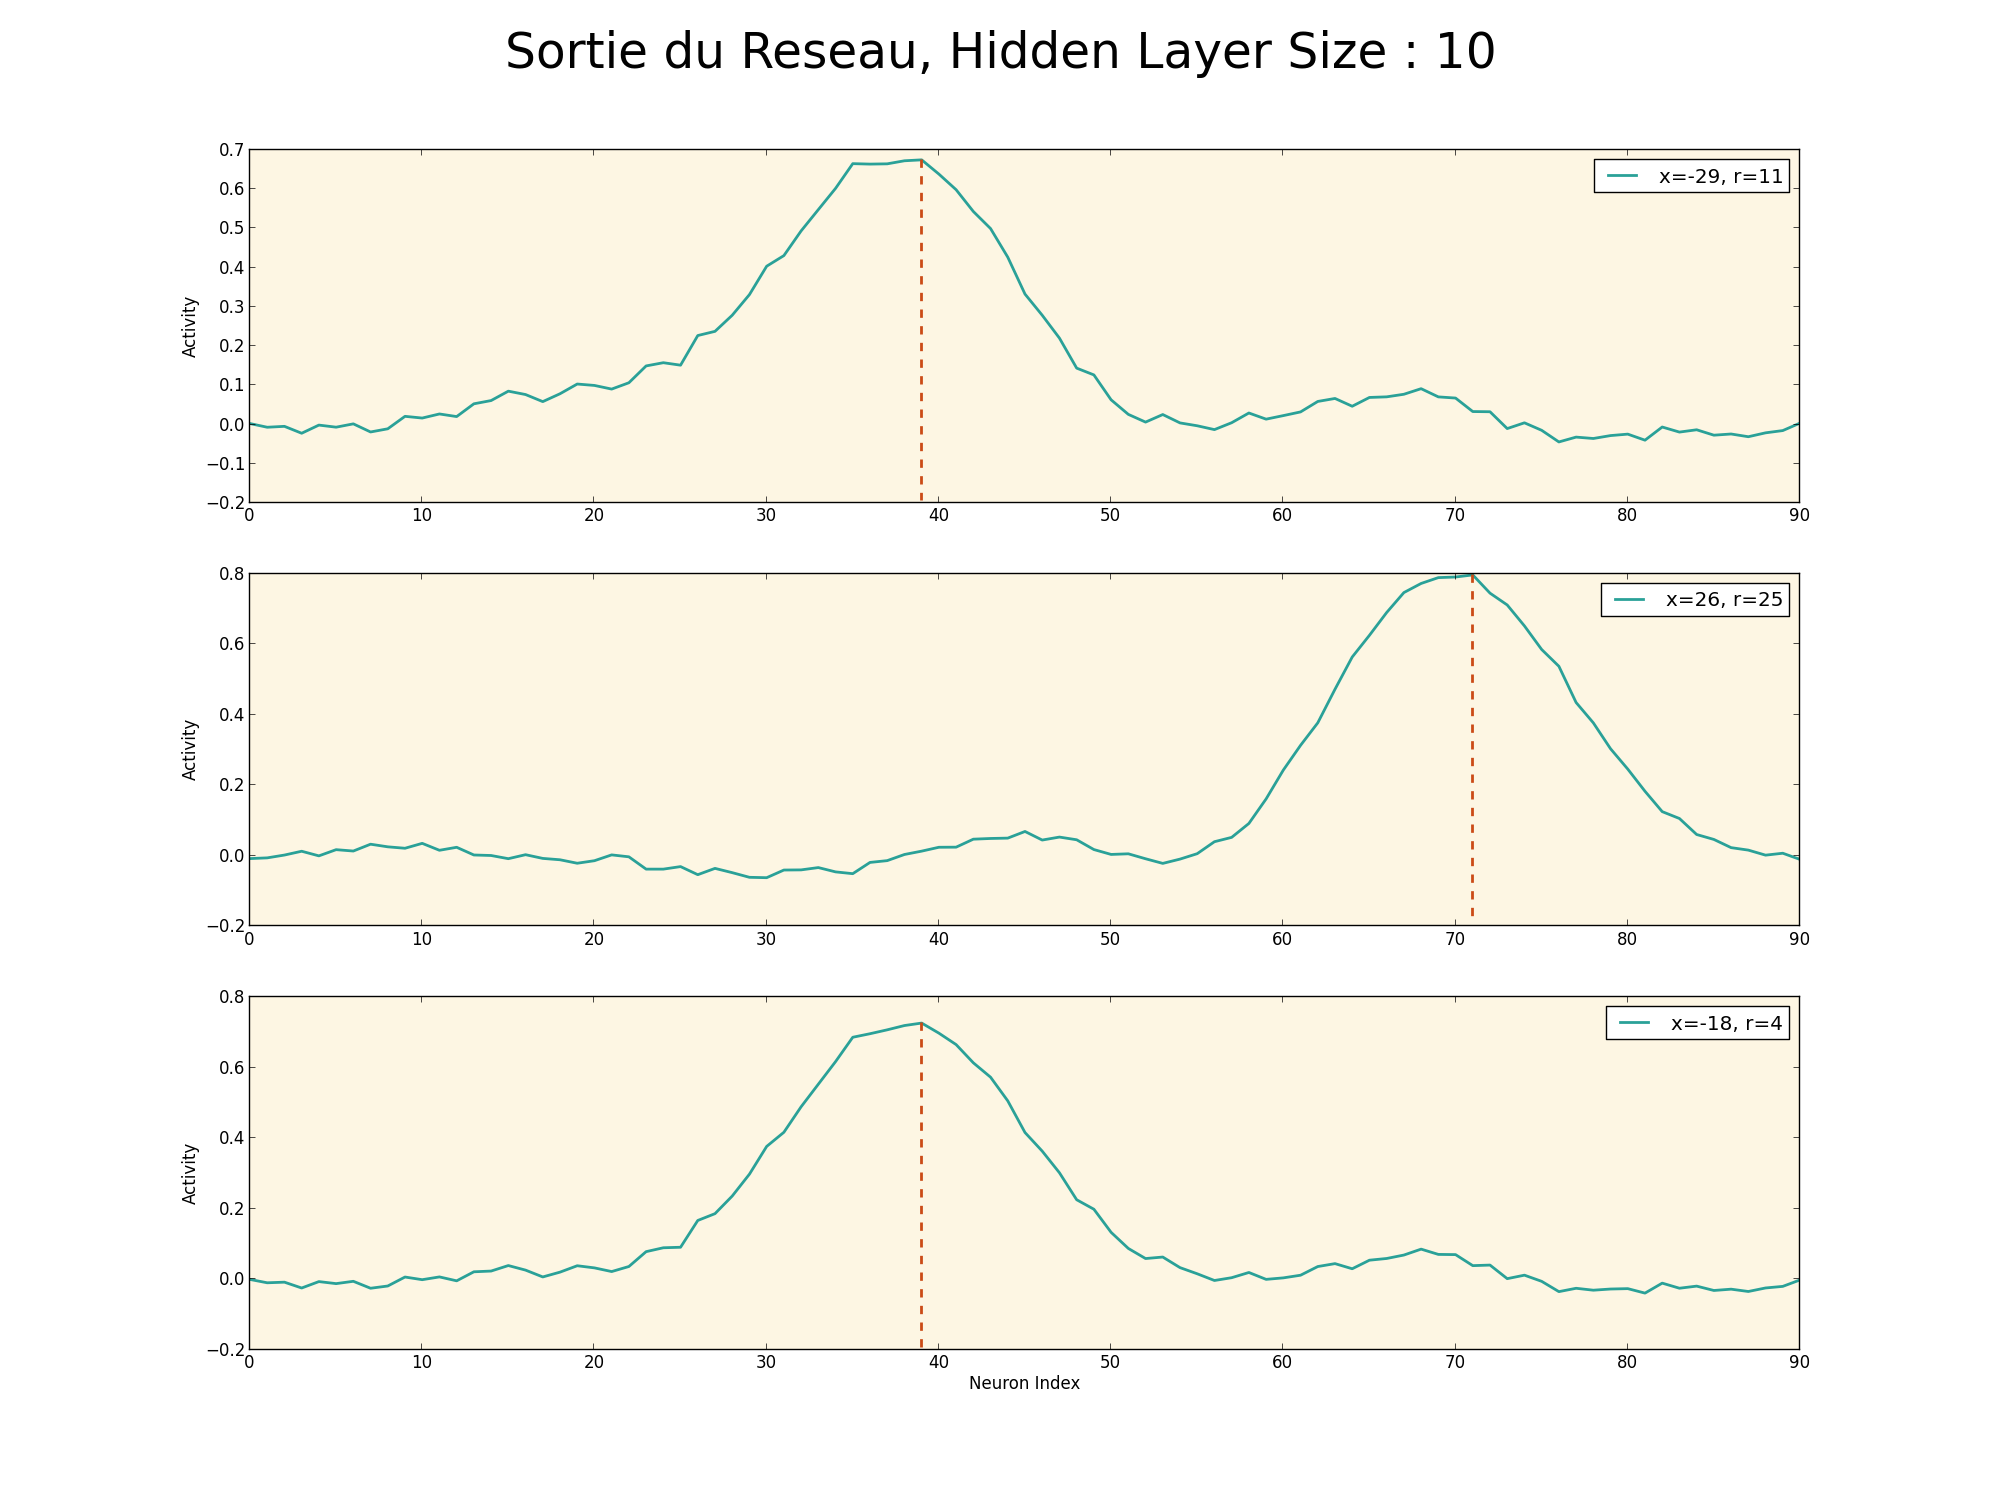 Sortie du Reseau, Hidden Layer Size : 10
0.7
0.6
0.5
0.4
0.3
0.2
0.1
0.0
−0.1
−0.2
Activity
x=-29, r=11
0 10 20 30 40 50 60 70 80 90
0.8
0.6
0.4
0.2
0.0
−0.2
Activity
x=26, r=25
0 10 20 30 40 50 60 70 80 90
0.8
0.6
0.4
0.2
0.0
−0.2
Activity
x=-18, r=4
0 10 20 30 40 50 60 70 80 90
Neuron Index